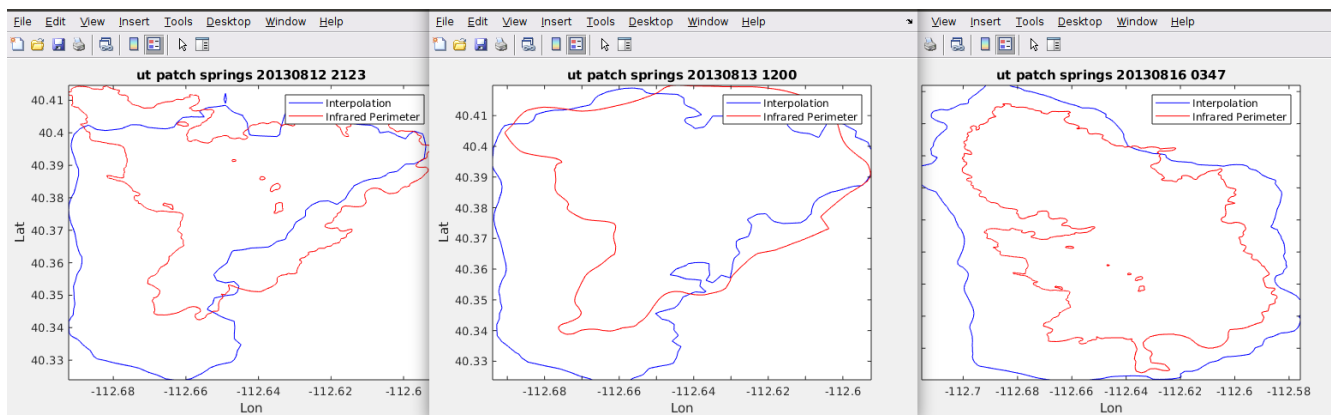 File Edit View Insert Tools Desktop Window Help
ut patch springs 20130812 2123
Interpolation
Infrared Perimeter
Lat
40.41
40.4
40.39
40.38
40.37
40.36
40.35
40.34
40.33
-112.68 -112.66 -112.64 -112.62 -112.6
Lon
File Edit View Insert Tools Desktop Window Help
ut patch springs 20130813 1200
Interpolation
Infrared Perimeter
Lat
40.41
40.4
40.39
40.38
40.37
40.36
40.35
40.34
40.33
-112.68 -112.66 -112.64 -112.62 -112.6
Lon
View Insert Tools Desktop Window Help
ut patch springs 20130816 0347
Interpolation
Infrared Perimeter
-112.7 -112.68 -112.66 -112.64 -112.62 -112.6 -112.58
Lon